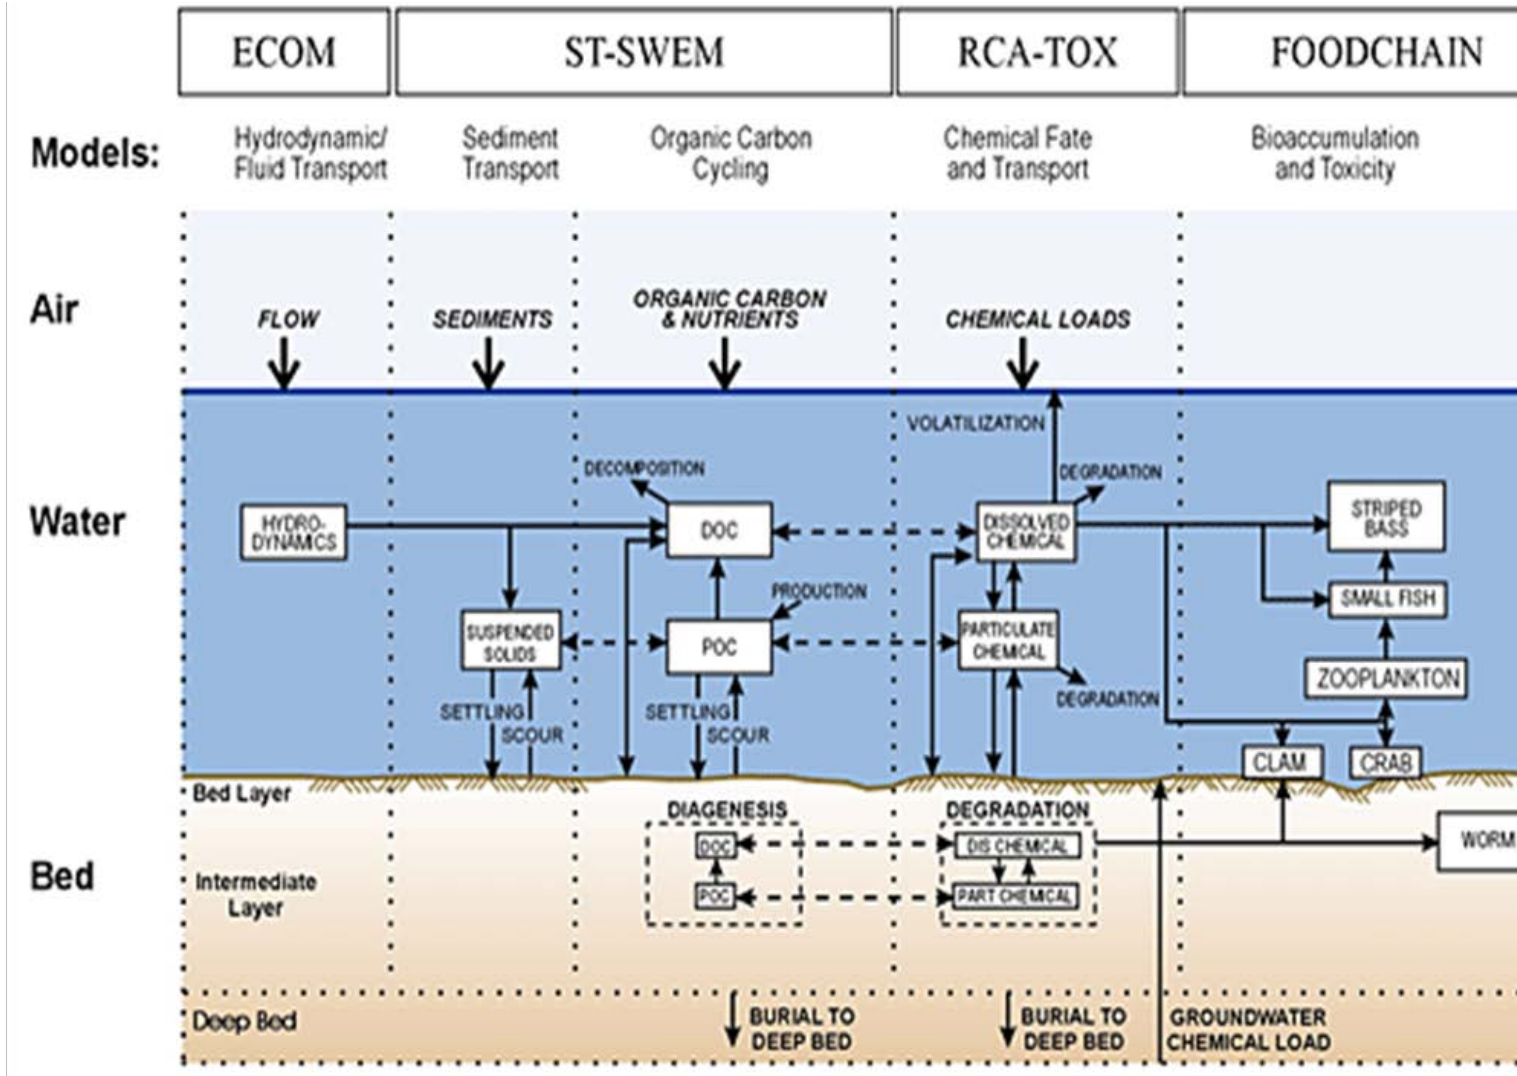 ECOM
ST-SWEM
RCA-TOX
FOODCHAIN
Models:
Hydrodynamic/
Fluid Transport
Sediment
Transport
Organic Carbon
Cycling
Chemical Fate
and Transport
Bioaccumulation
and Toxicity
Air
FLOW
SEDIMENTS
ORGANIC CARBON
& NUTRIENTS
CHEMICAL LOADS
VOLATILIZATION
DECOMPOSITION
DEGRADATION
Water
HYDRO-
DYNAMICS
DOC
DISSOLVED
CHEMICAL
STRIPED
BASS
PRODUCTION
SMALL FISH
SUSPENDED
SOLIDS
POC
PARTICULATE
CHEMICAL
ZOOPLANKTON
DEGRADATION
SETTLING
SCOUR
SETTLING
SCOUR
CLAM
CRAB
Bed Layer
DIAGENESIS
DEGRADATION
DOC
DIS CHEMICAL
WORM
Bed
Intermediate
Layer
POC
PART CHEMICAL
Deep Bed
BURIAL TO
DEEP BED
BURIAL TO
DEEP BED
GROUNDWATER
CHEMICAL LOAD